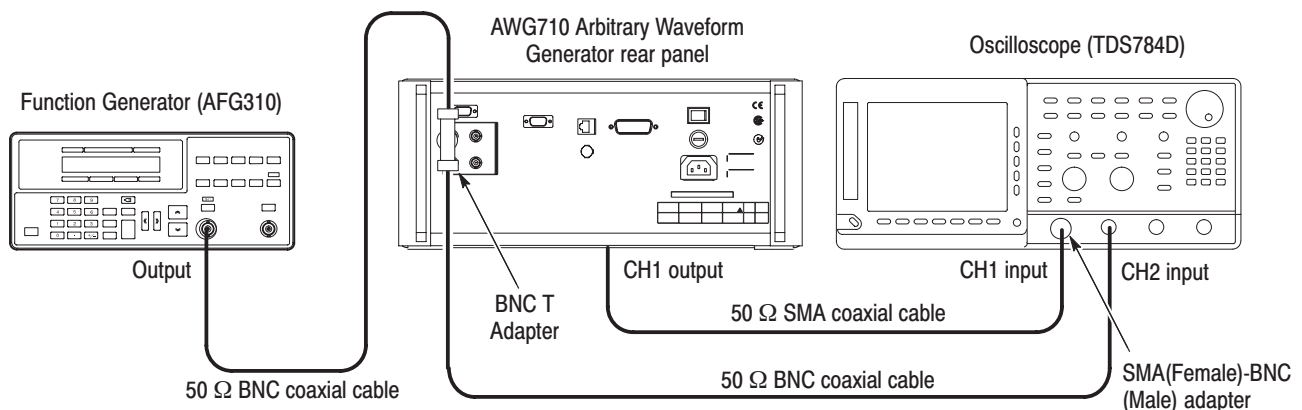 AWG710 Arbitrary Waveform
Generator rear panel
Oscilloscope (TDS784D)
Function Generator (AFG310)
Output
CH1 output
CH1 input
CH2 input
BNC T
Adapter
50 Ω SMA coaxial cable
50 Ω BNC coaxial cable
50 Ω BNC coaxial cable
SMA(Female)-BNC
(Male) adapter